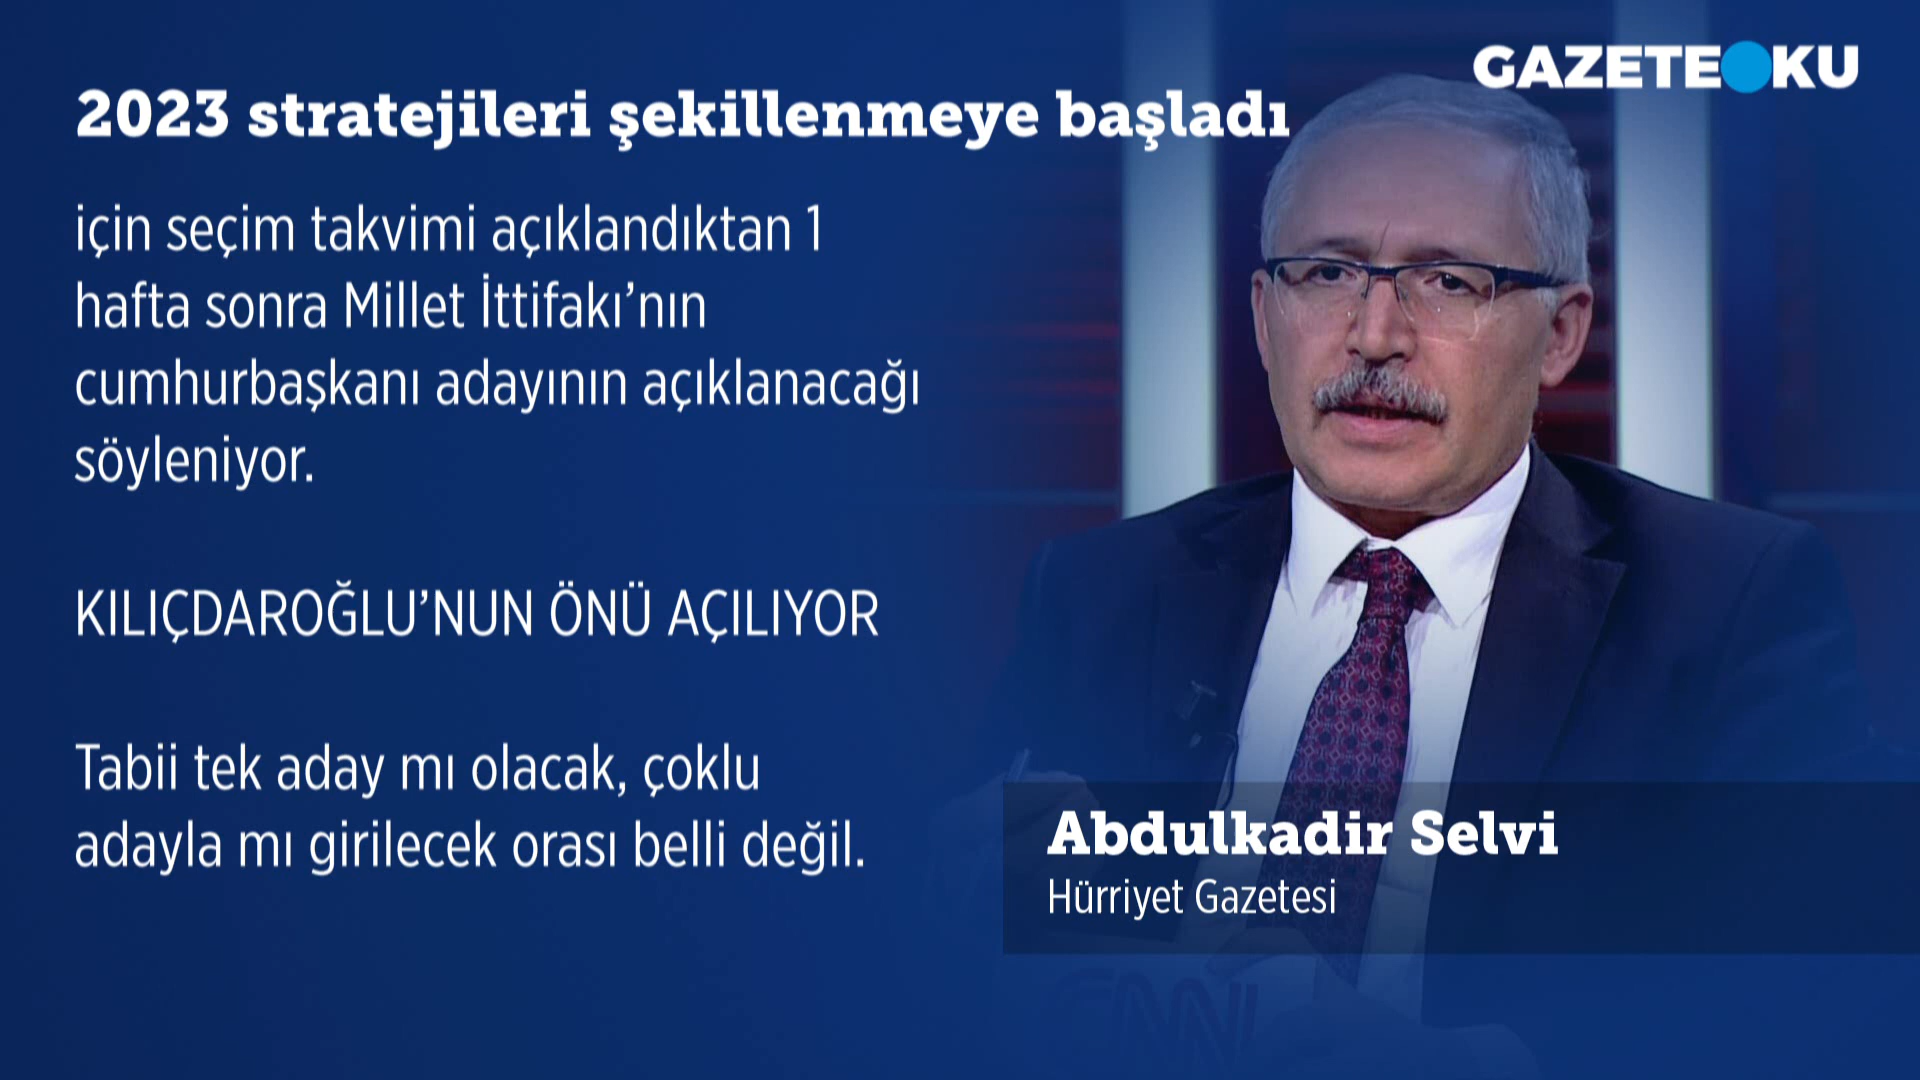 GAZETE KU
2023 stratejileri şekillenmeye başladı
için seçim takvimi açıklandıktan 1
hafta sonra Millet İttifakı’nın
cumhurbaşkanı adayının açıklanacağı
söyleniyor.
KILIÇDAROĞLU’NUN ÖNÜ AÇILIYOR
Tabii tek aday mı olacak, çoklu
adayla mı girilecek orası belli değil.
Abdulkadir Selvi
Hürriyet Gazetesi
CNN